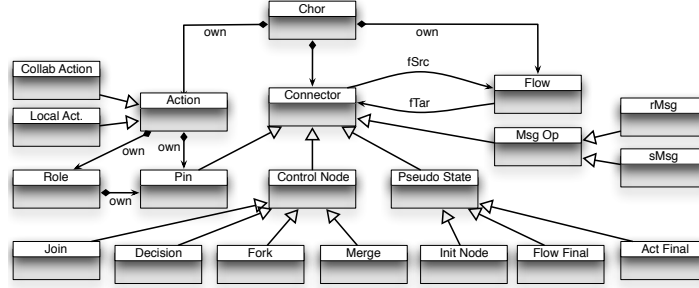 Chor
own
own
fSrc
Collab Action
Flow
Connector
Action
fTar
rMsg
Local Act.
Msg Op
own
own
sMsg
Role
Pin
Control Node
Pseudo State
own
Join
Decision
Fork
Merge
Init Node
Flow Final
Act Final